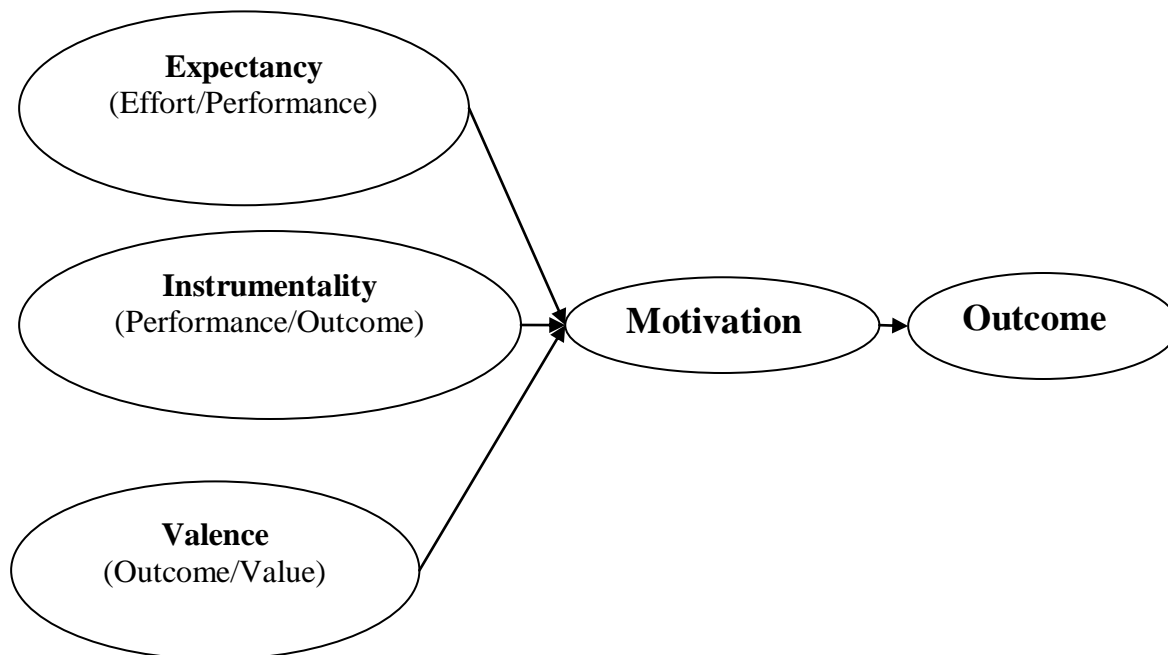 Expectancy
(Effort/Performance)
Instrumentality
(Performance/Outcome)
Motivation
Outcome
Valence
(Outcome/Value)